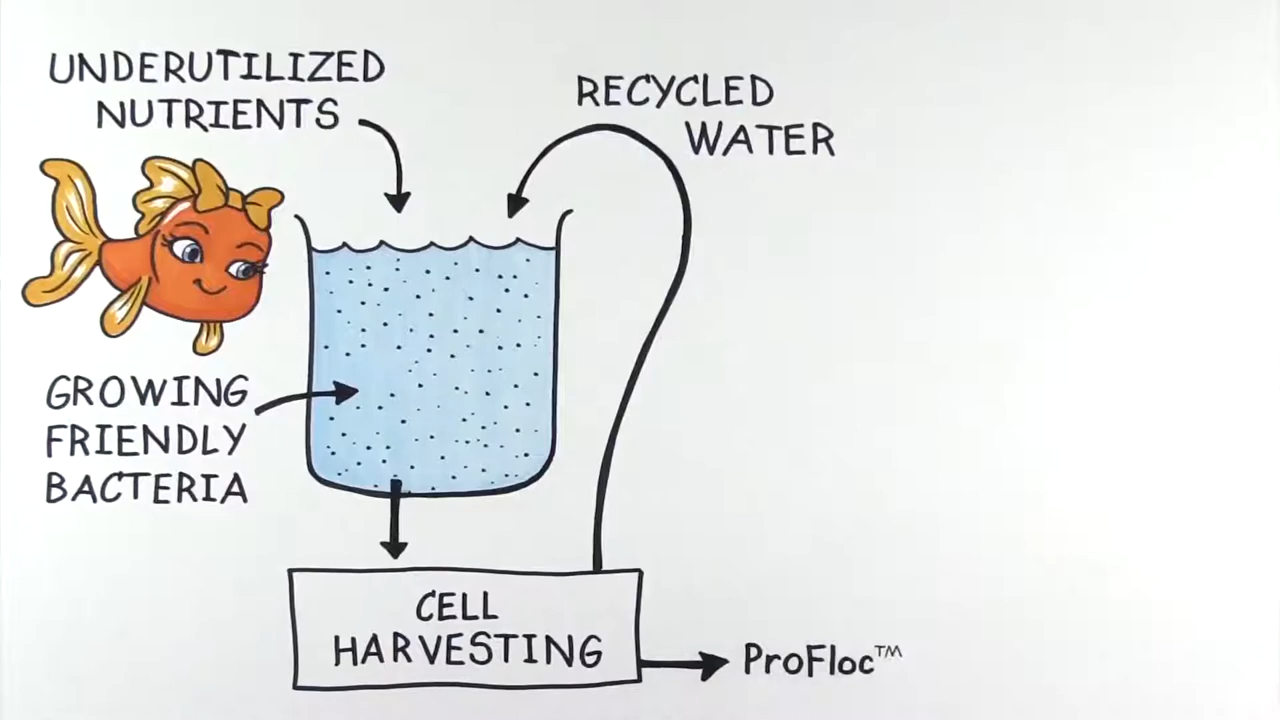 UNDERUTILIZED
NUTRIENTS
RECYCLED
WATER
GROWING
FRIENDLY
BACTERIA
CELL
HARVESTING
ProFloc™